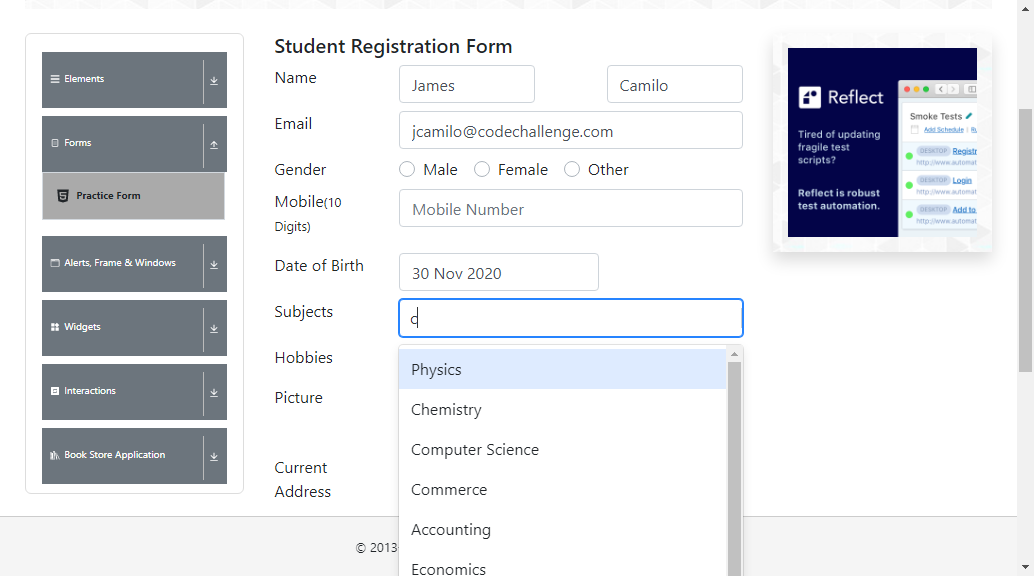 Elements
Forms
Practice Form
Alerts, Frame & Windows
Widgets
Interactions
Book Store Application
Student Registration Form
Name
James
Camilo
Email
jcamilo@codechallenge.com
Gender
Male
Female
Other
Mobile(10
Digits)
Mobile Number
Date of Birth
30 Nov 2020
Subjects
c
Hobbies
Picture
Current
Address
Physics
Chemistry
Computer Science
Commerce
Accounting
Economics
© 2013
Reflect
Tired of updating
fragile test
scripts?
Reflect is robust
test automation.
Smoke Tests
Add Schedule
DESKTOP Registr
http://www.automat
DESKTOP Login
http://www.automat
DESKTOP Add to
http://www.automat